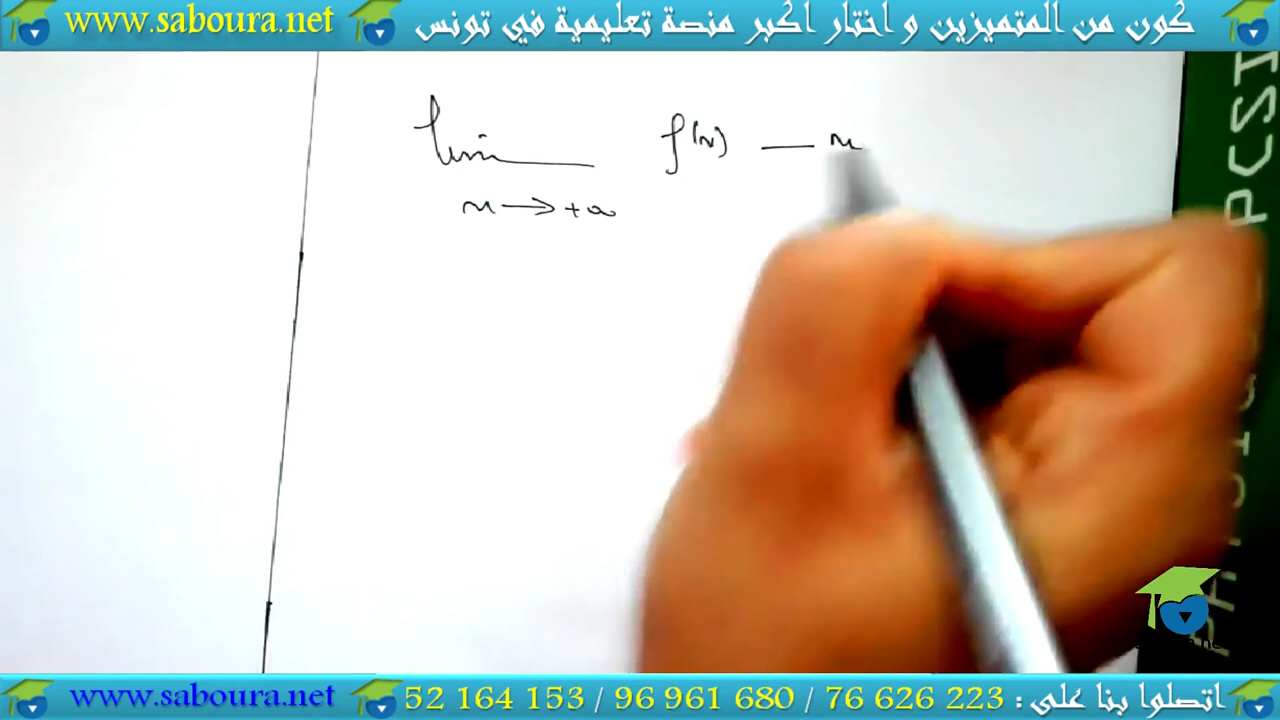 www.saboura.net كون من المتميزين و اختار اكبر منصة تعليمية في تونس
lim f(x) — x
x → +∞
PCSI
www.saboura.net 52 164 153 / 96 961 680 / 76 626 223 : اتصلوا بنا على